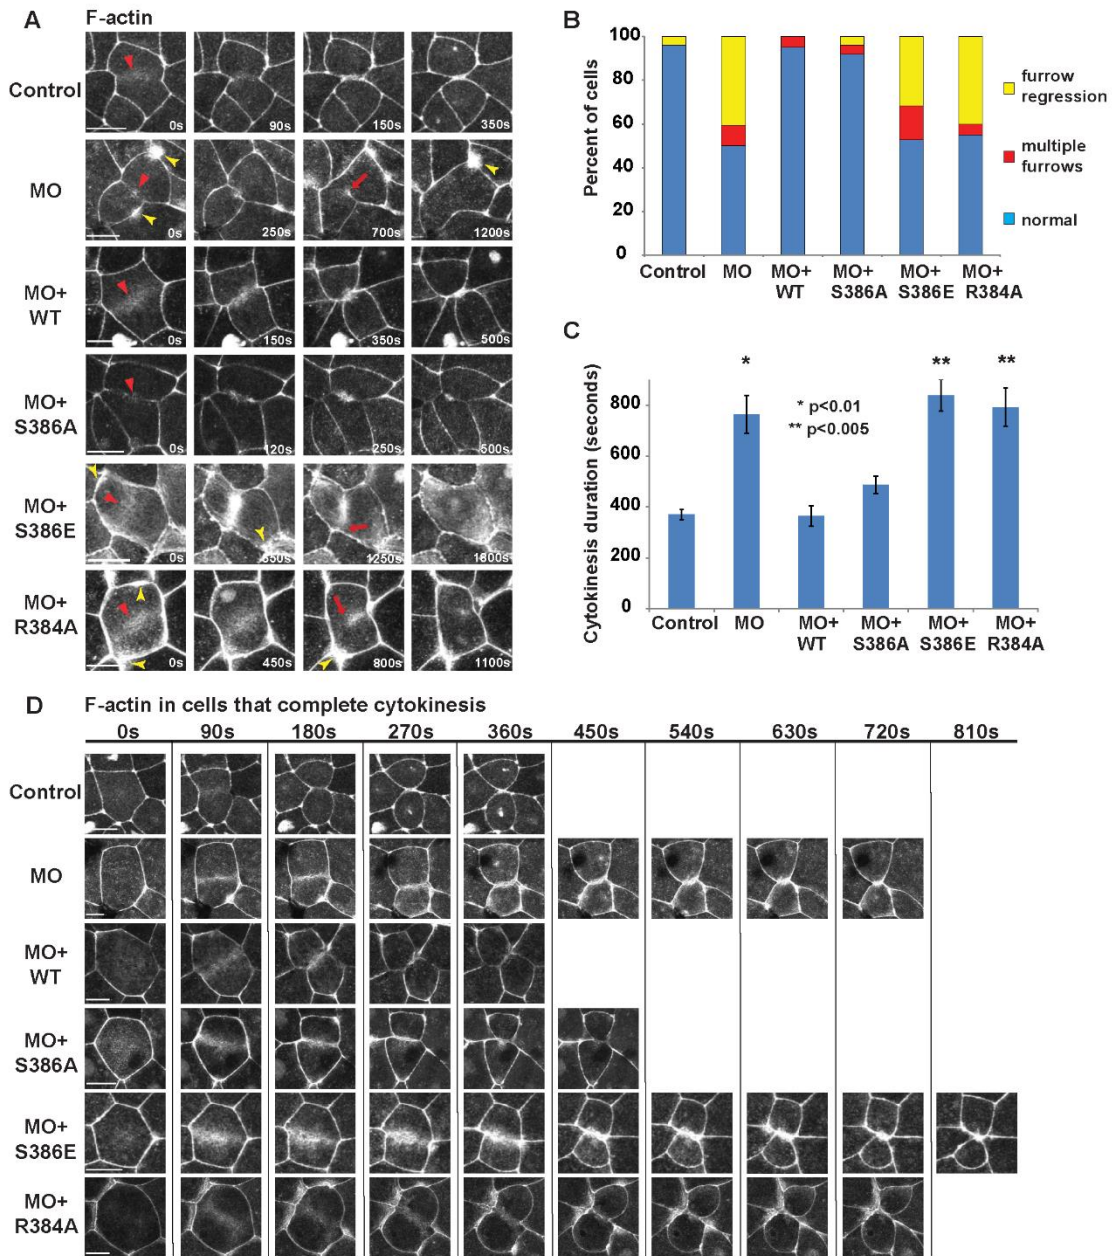 A
F-actin
Control
0s 90s 150s 350s
MO
0s 250s 700s 1200s
MO+
WT
0s 150s 350s 500s
MO+
S386A
0s 120s 250s 500s
MO+
S386E
0s 850s 1250s 1800s
MO+
R384A
0s 450s 800s 1100s
B
Percent of cells
100
80
60
40
20
0
Control MO MO+ MO+ MO+ MO+
WT S386A S386E R384A
furrow
regression
multiple
furrows
normal
C
Cytokinesis duration (seconds)
* ** **
* p<0.01
** p<0.005
800
600
400
200
0
Control MO MO+ MO+ MO+ MO+
WT S386A S386E R384A
D
F-actin in cells that complete cytokinesis
0s 90s 180s 270s 360s 450s 540s 630s 720s 810s
Control
MO
MO+
WT
MO+
S386A
MO+
S386E
MO+
R384A